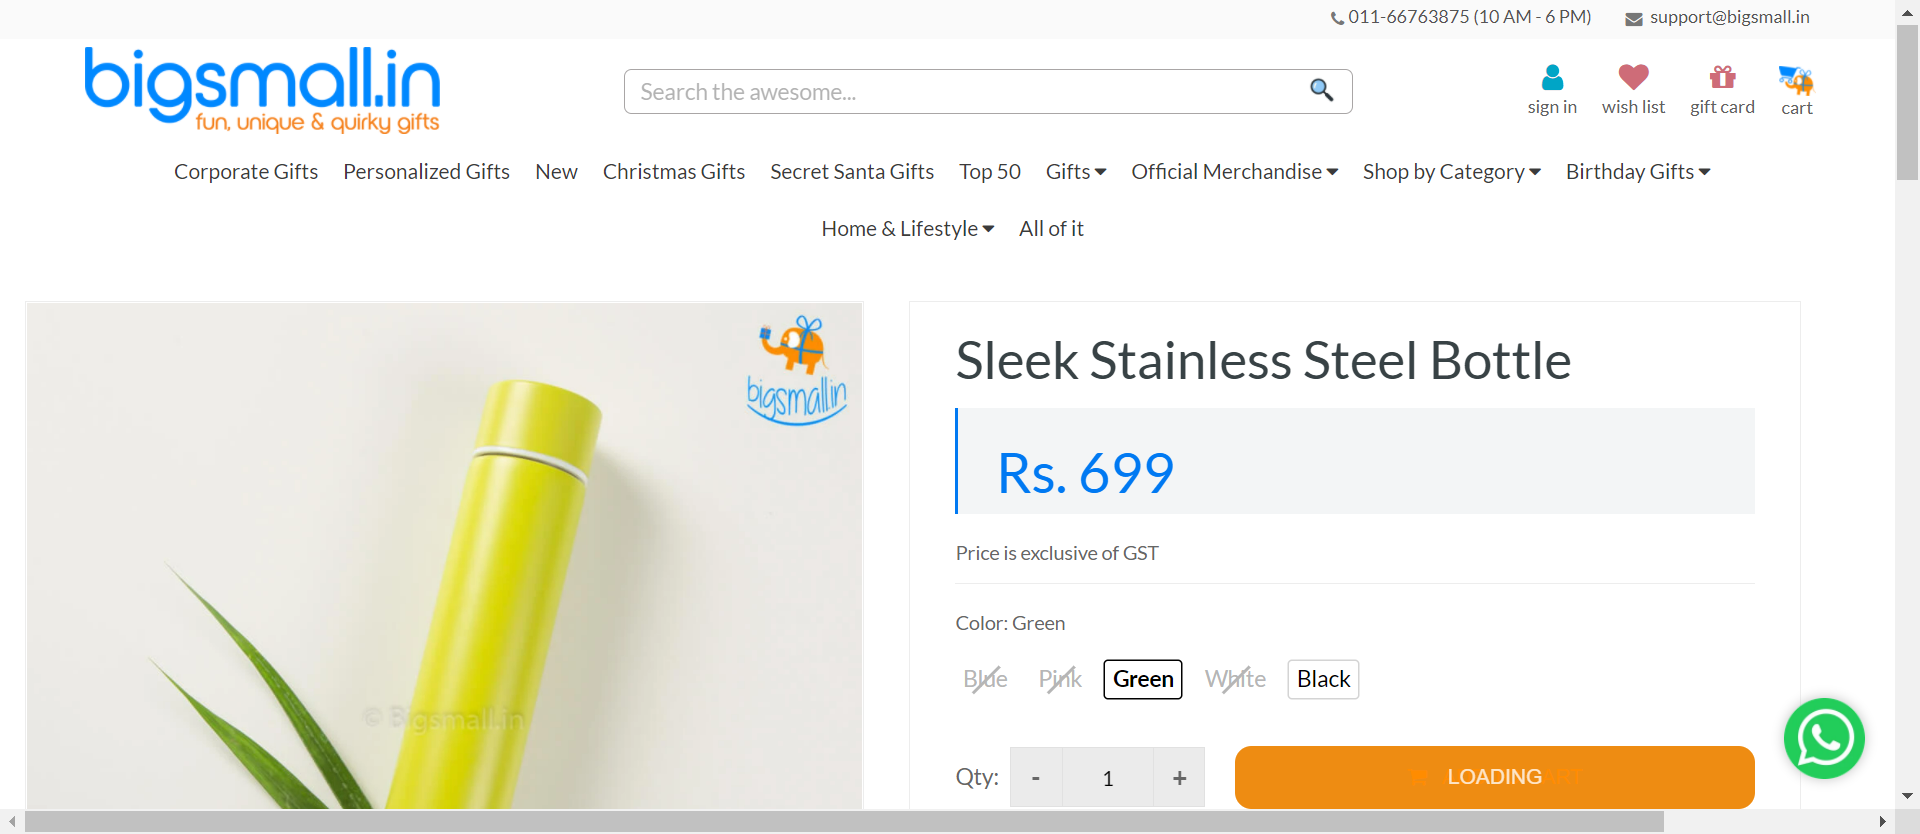 011-66763875 (10 AM - 6 PM) support@bigsmall.in
bigsmall.in
fun, unique & quirky gifts
Search the awesome...
sign in wish list gift card cart
Corporate Gifts Personalized Gifts New Christmas Gifts Secret Santa Gifts Top 50 Gifts Official Merchandise Shop by Category Birthday Gifts
Home & Lifestyle All of it
bigsmall.in
© Bigsmall.in
Sleek Stainless Steel Bottle
Rs. 699
Price is exclusive of GST
Color: Green
Blue Pink Green White Black
Qty: - 1 + LOADING